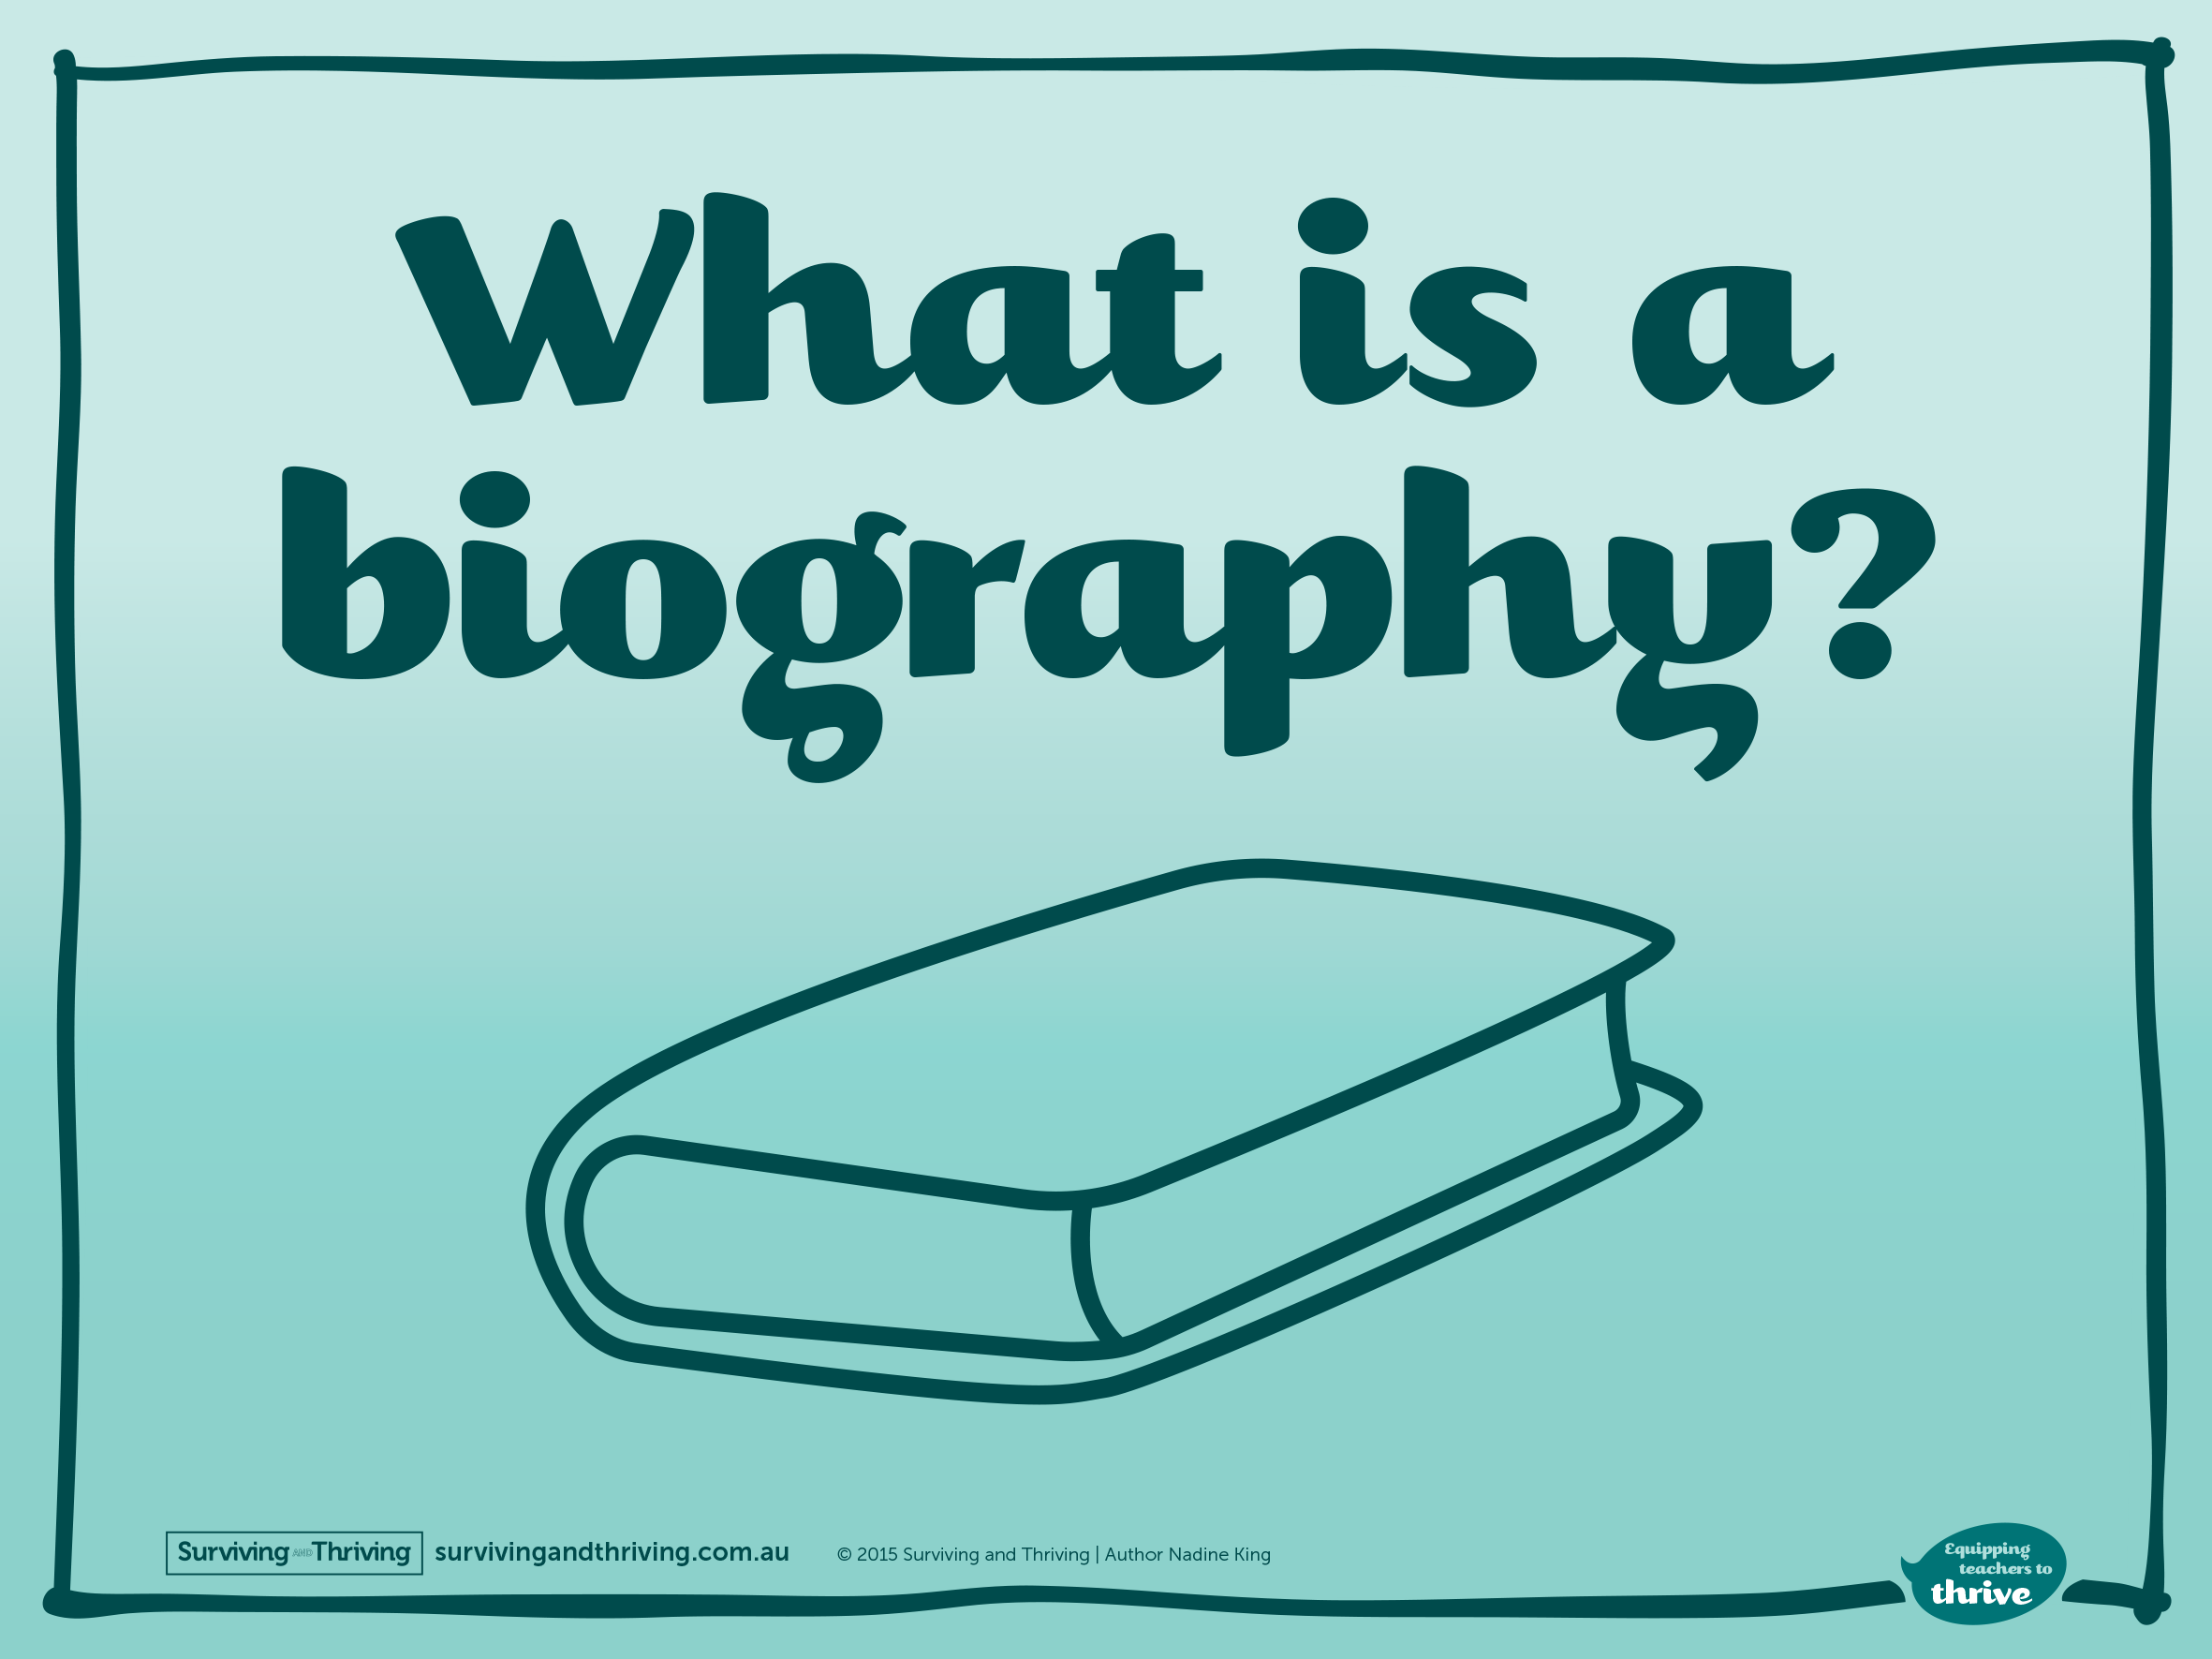 What is a
biography?
Surviving AND Thriving survivingandthriving.com.au © 2015 Surviving and Thriving | Author Nadine King
Equipping
teachers to
thrive